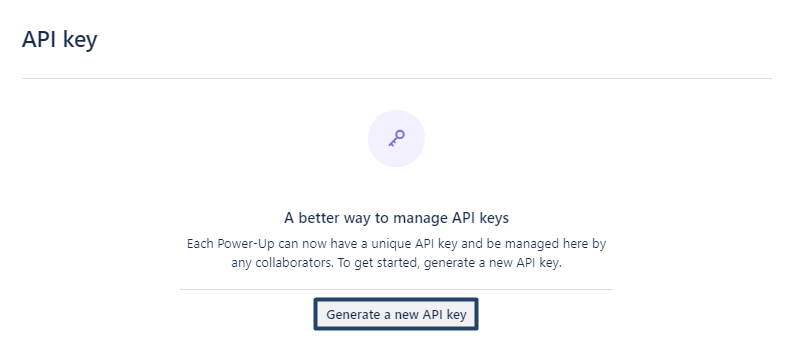 API key
A better way to manage API keys
Each Power-Up can now have a unique API key and be managed here by
any collaborators. To get started, generate a new API key.
Generate a new API key